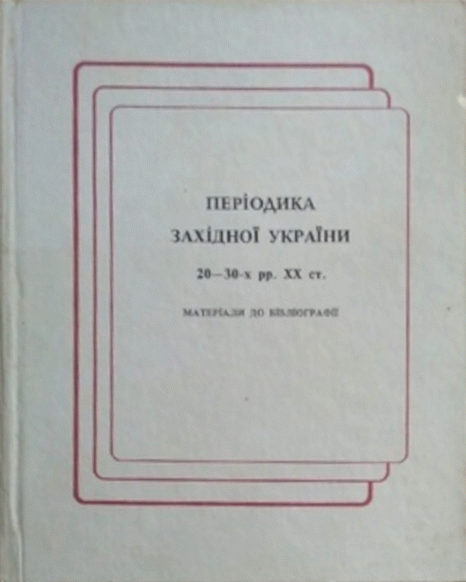 ПЕРІОДИКА
ЗАХІДНОЇ УКРАЇНИ
20—30-х рр. XX ст.
МАТЕРІАЛИ ДО БІБЛІОГРАФІЇ